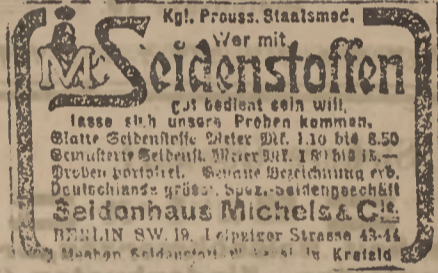 Kgl. Preuss. Staatsmed.
Wer mit
M
Seidenstoffen
gut bedient sein will,
lasse sich unsere Proben kommen.
Glatte Seidenstoffe Meter Mk. 1.10 bis 8.50
Gemusterte Seidenst. Meter Mk. 1.80 bis 15.—
Proben portofrei. Genaue Bezeichnung erb.
Deutschlands gröss. Spez.-Seidengeschäft
Seidenhaus Michels & Cie.
BERLIN SW. 19. Leipziger Strasse 43-44
in Krefeld